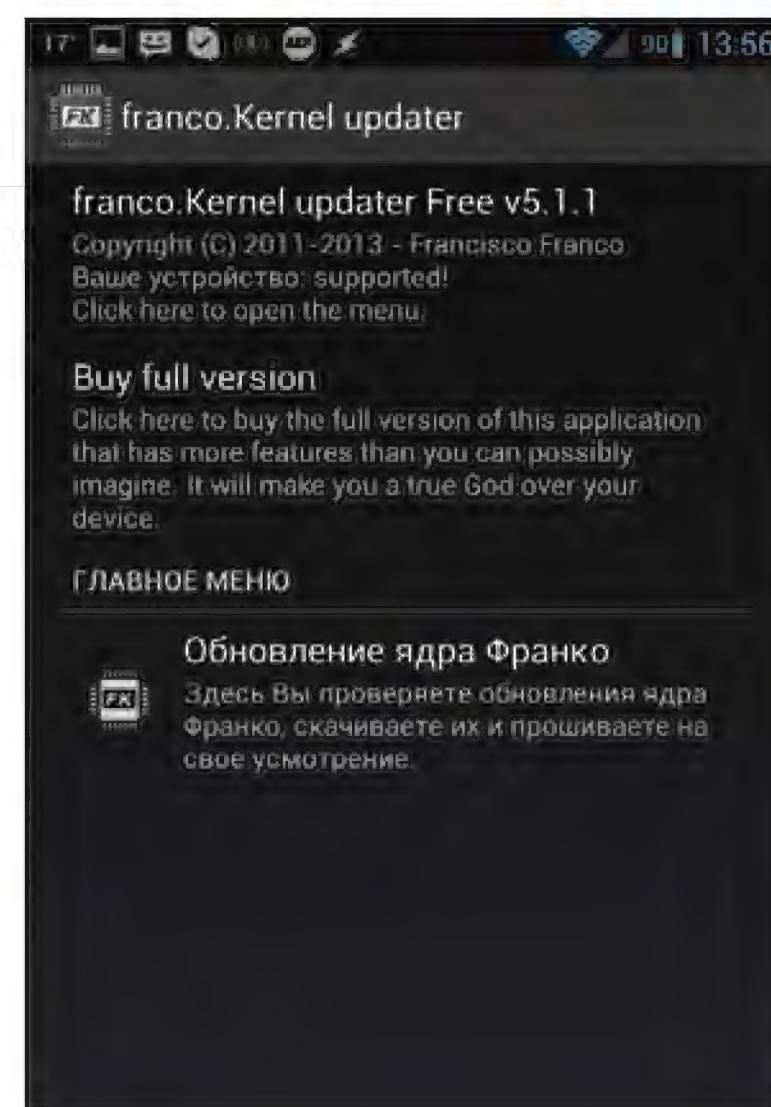 17°
90 13:56
FK franco.Kernel updater
franco.Kernel updater Free v5.1.1
Copyright (C) 2011-2013 - Francisco Franco
Ваше устройство: supported!
Click here to open the menu.
Buy full version
Click here to buy the full version of this application
that has more features than you can possibly
imagine. It will make you a true God over your
device.
ГЛАВНОЕ МЕНЮ
Обновление ядра Франко
FK
Здесь Вы проверяете обновления ядра
Франко, скачиваете их и прошиваете на
свое усмотрение.